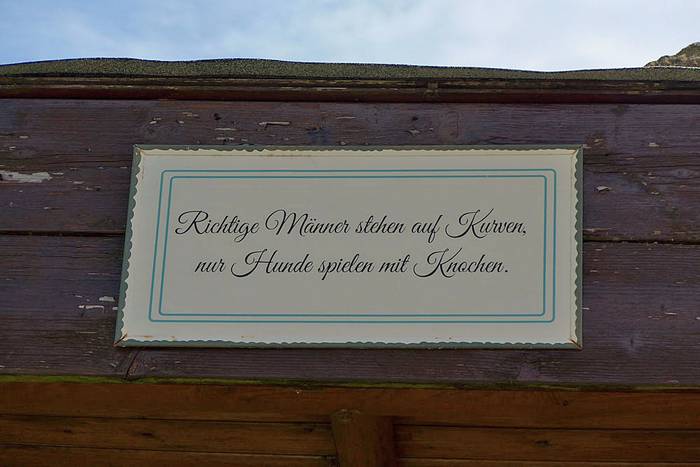 Richtige Männer stehen auf Kurven,
nur Hunde spielen mit Knochen.